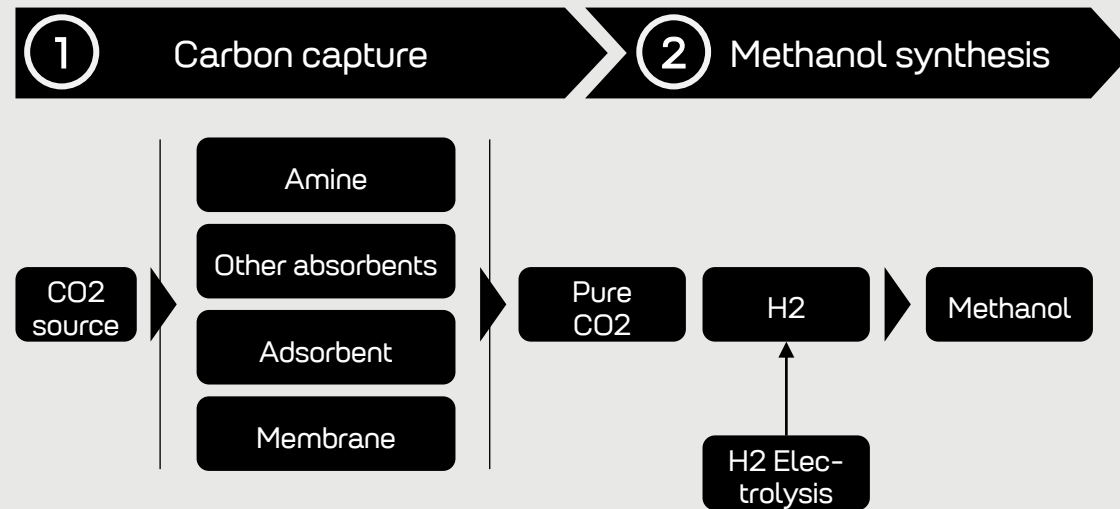 1 Carbon capture
2 Methanol synthesis
CO2
source
Amine
Other absorbents
Adsorbent
Membrane
Pure
CO2
H2
H2 Elec-
trolysis
Methanol